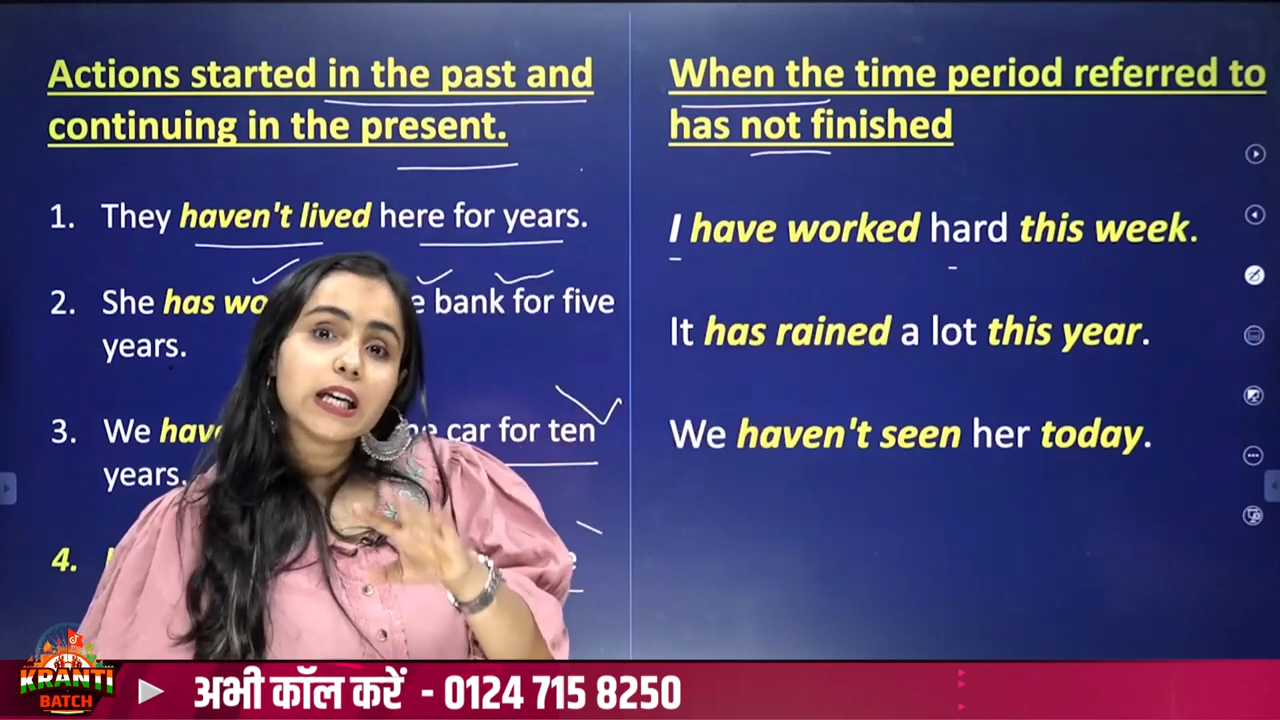 Actions started in the past and
continuing in the present.
1. They haven't lived here for years.
2. She has bank for five
years.
3. We car for ten
years.
4.
When the time period referred to
has not finished
I have worked hard this week.
It has rained a lot this year.
We haven't seen her today.
KRANTI
BATCH
अभी कॉल करें - 0124 715 8250